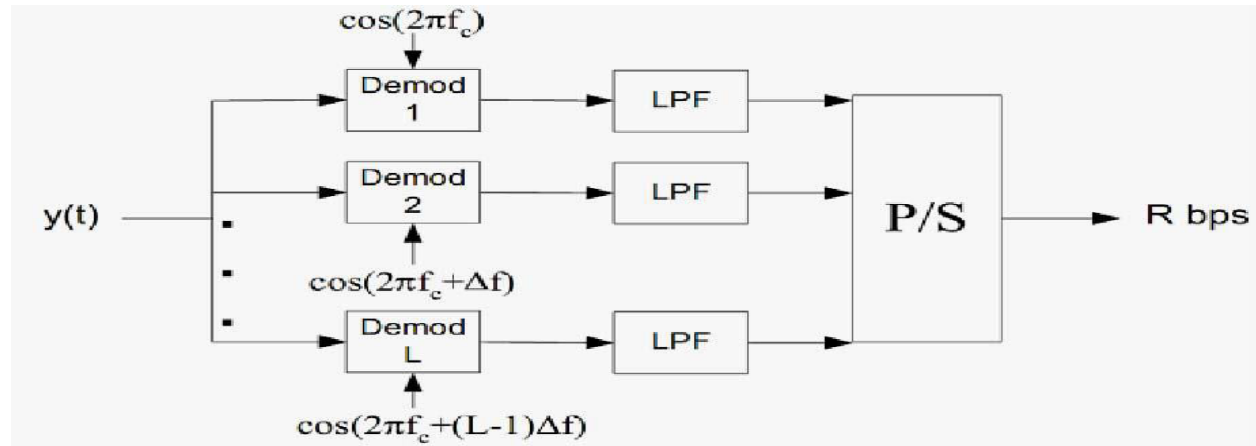 cos(2πf_c)
Demod
1
LPF
Demod
2
LPF
y(t)
P/S
R bps
cos(2πf_c+Δf)
Demod
L
LPF
cos(2πf_c+(L-1)Δf)